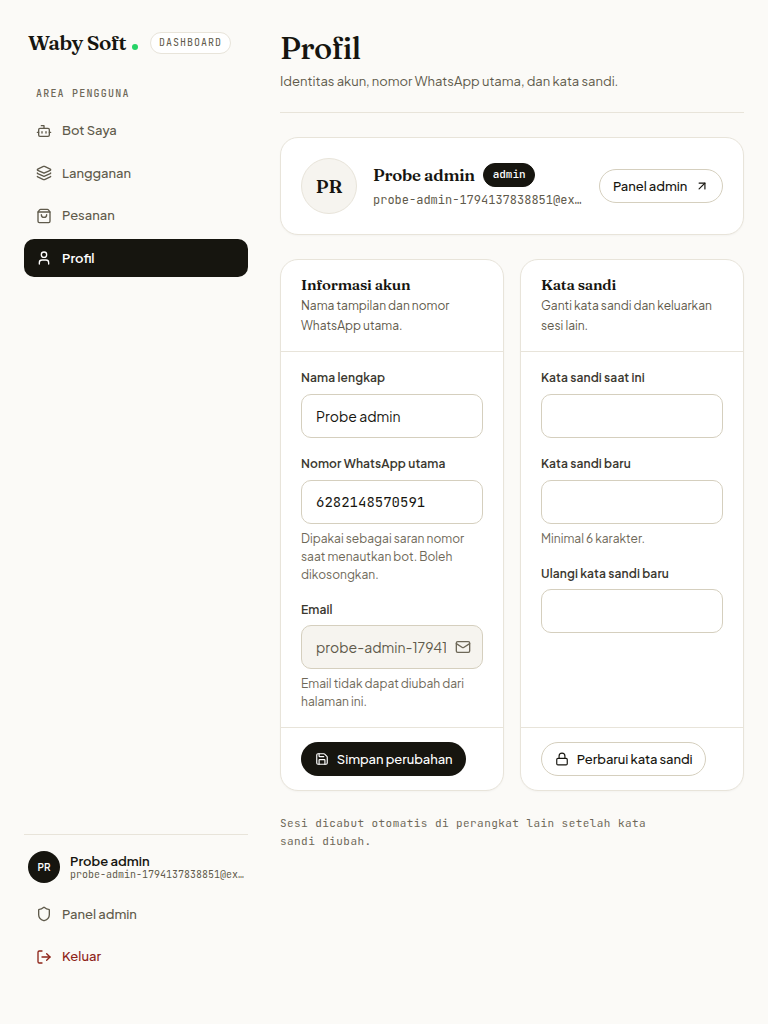 Waby Soft
DASHBOARD
AREA PENGGUNA
Bot Saya
Langganan
Pesanan
Profil
Probe admin
PR
probe-admin-1794137838851@ex…
Panel admin
Keluar
Profil
Identitas akun, nomor WhatsApp utama, dan kata sandi.
PR
Probe admin
admin
probe-admin-1794137838851@ex…
Panel admin
Informasi akun
Nama tampilan dan nomor
WhatsApp utama.
Nama lengkap
Probe admin
Nomor WhatsApp utama
6282148570591
Dipakai sebagai saran nomor
saat menautkan bot. Boleh
dikosongkan.
Email
probe-admin-17941
Email tidak dapat diubah dari
halaman ini.
Simpan perubahan
Kata sandi
Ganti kata sandi dan keluarkan
sesi lain.
Kata sandi saat ini
Kata sandi baru
Minimal 6 karakter.
Ulangi kata sandi baru
Perbarui kata sandi
Sesi dicabut otomatis di perangkat lain setelah kata
sandi diubah.